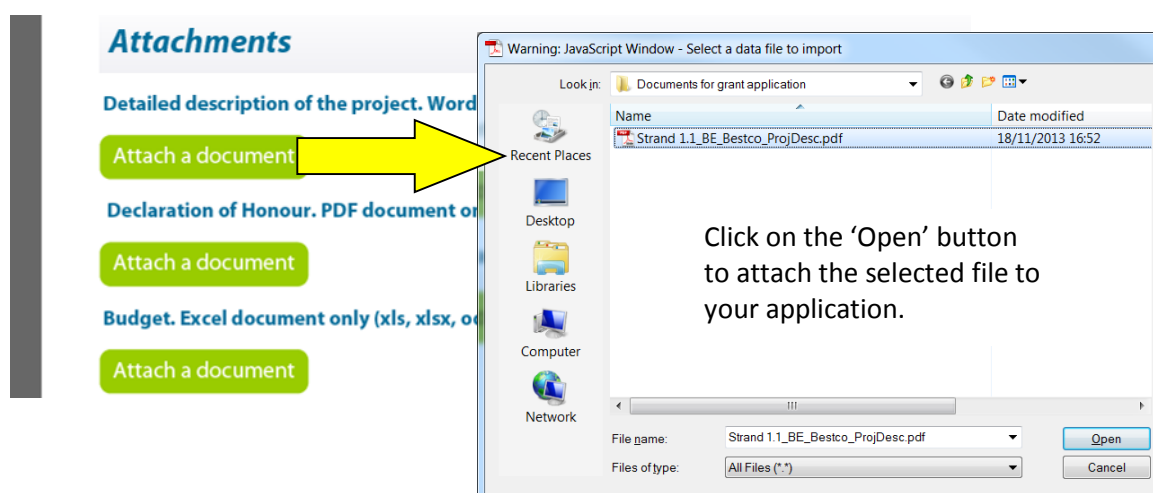 Attachments
Detailed description of the project. Word
Attach a document
Declaration of Honour. PDF document
Attach a document
Budget. Excel document only (xls, xlsx,
Attach a document
Warning: JavaScript Window - Select a data file to import
Look in: Documents for grant application
Name Date modified
Strand 1.1_BE_Bestco_ProjDesc.pdf 18/11/2013 16:52
Recent Places
Desktop
Libraries
Computer
Network
Click on the ‘Open’ button
to attach the selected file to
your application.
File name: Strand 1.1_BE_Bestco_ProjDesc.pdf Open
Files of type: All Files (*.*) Cancel